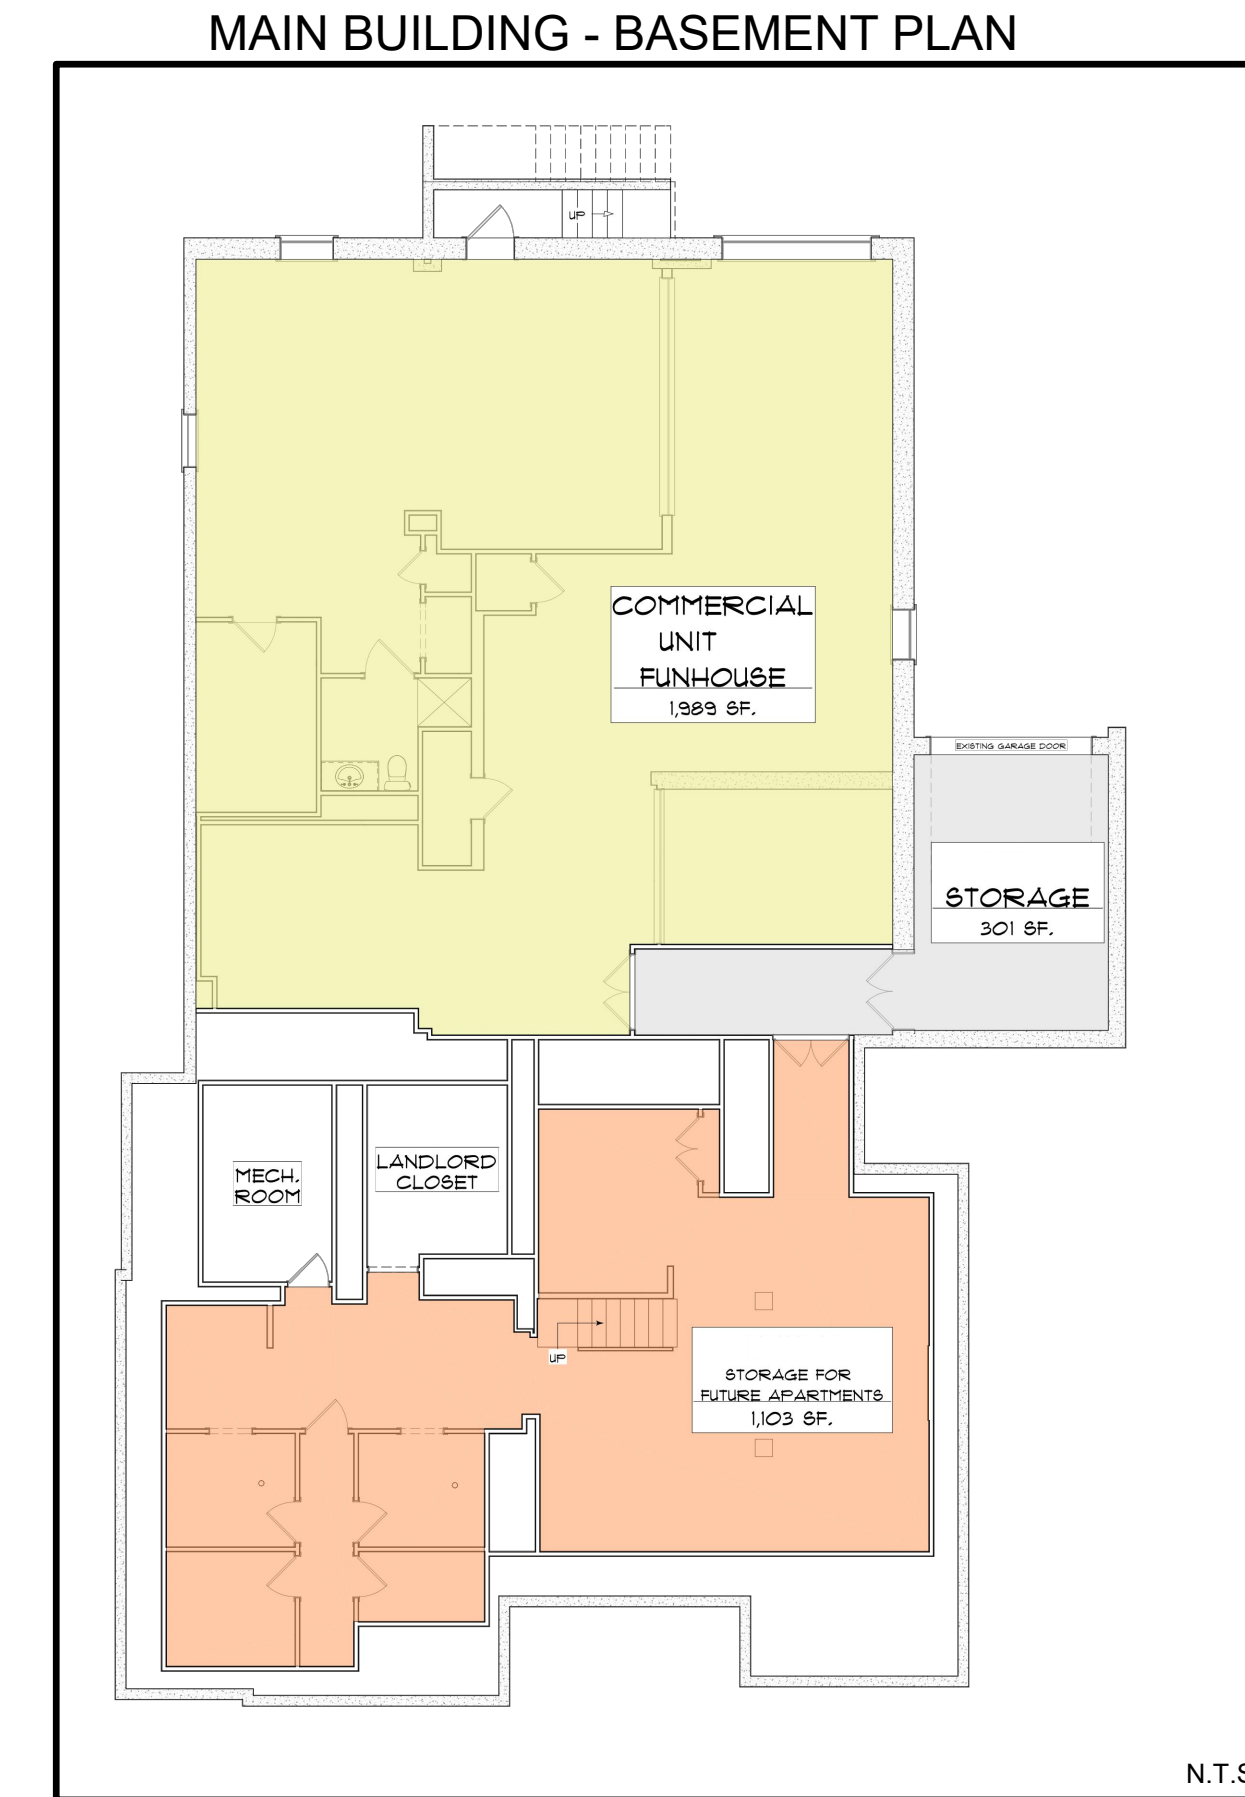 MAIN BUILDING - BASEMENT PLAN
UP
COMMERCIAL
UNIT
FUNHOUSE
1,989 SF.
EXISTING GARAGE DOOR
STORAGE
301 SF.
LANDLORD
CLOSET
MECH.
ROOM
UP
STORAGE FOR
FUTURE APARTMENTS
1,103 SF.
N.T.S